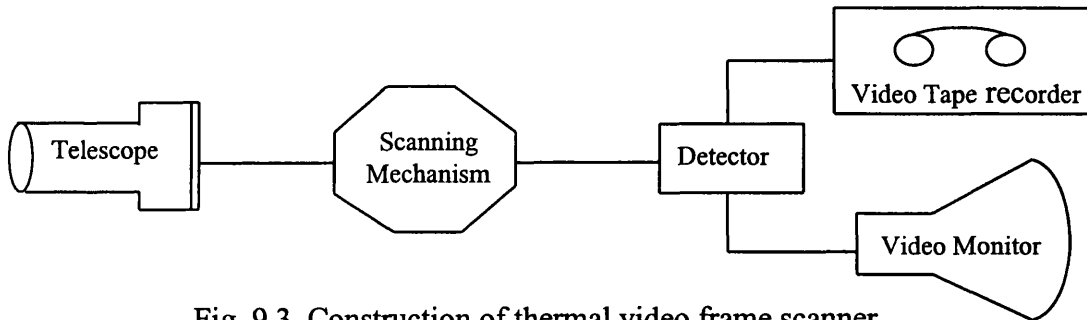 Video Tape recorder
Telescope
Scanning
Mechanism
Detector
Video Monitor
Fig. 9.3 Construction of thermal video frame scanner